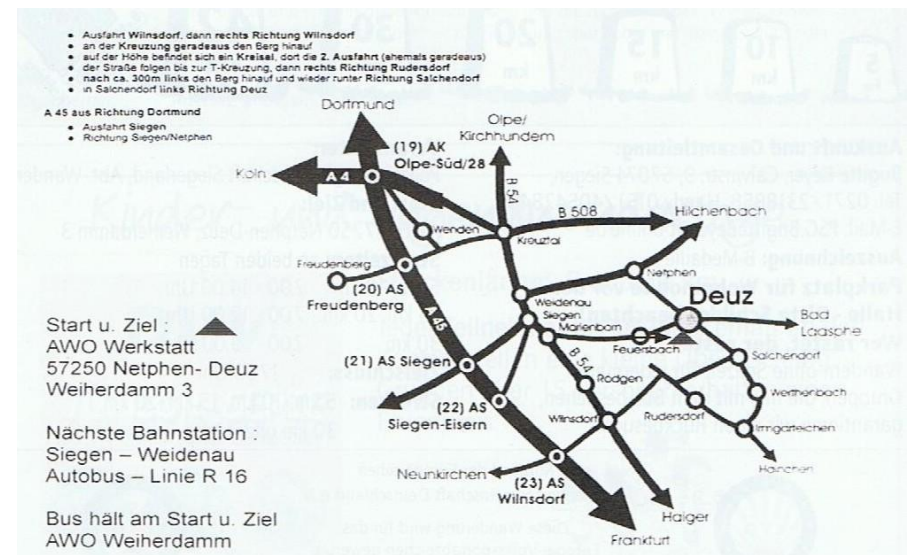 • Ausfahrt Wilnsdorf, dann rechts Richtung Wilnsdorf
• an der Kreuzung geradeaus den Berg hinauf
• auf der Höhe befindet sich ein Kreisel, dort die 2. Ausfahrt (ehemals geradeaus)
• der Straße folgen bis zur T-Kreuzung, dann rechts Richtung Rudersdorf
• nach ca. 300m links den Berg hinauf und wieder runter Richtung Salchendorf
• in Salchendorf links Richtung Deuz
A 45 aus Richtung Dortmund
• Ausfahrt Siegen
• Richtung Siegen/Netphen
Dortmund
Olpe/
Kirchhundem
(19) AK
Olpe-Süd/28
Köln
A 4
B 54
B 508
Hilchenbach
Wenden
Kreuztal
Freudenberg
Netphen
(20) AS
Freudenberg
A 45
Weidenau
Siegen
Marienborn
Deuz
Bad
Laasphe
Feuersbach
Salchendorf
(21) AS Siegen
B 54
Rödgen
Werthenbach
(22) AS
Siegen-Eisern
Wilnsdorf
Rudersdorf
Irmgarteichen
Hainchen
Neunkirchen
(23) AS
Wilnsdorf
Haiger
Frankfurt
Start u. Ziel :
AWO Werkstatt
57250 Netphen- Deuz
Weiherdamm 3
Nächste Bahnstation :
Siegen – Weidenau
Autobus – Linie R 16
Bus hält am Start u. Ziel
AWO Weiherdamm